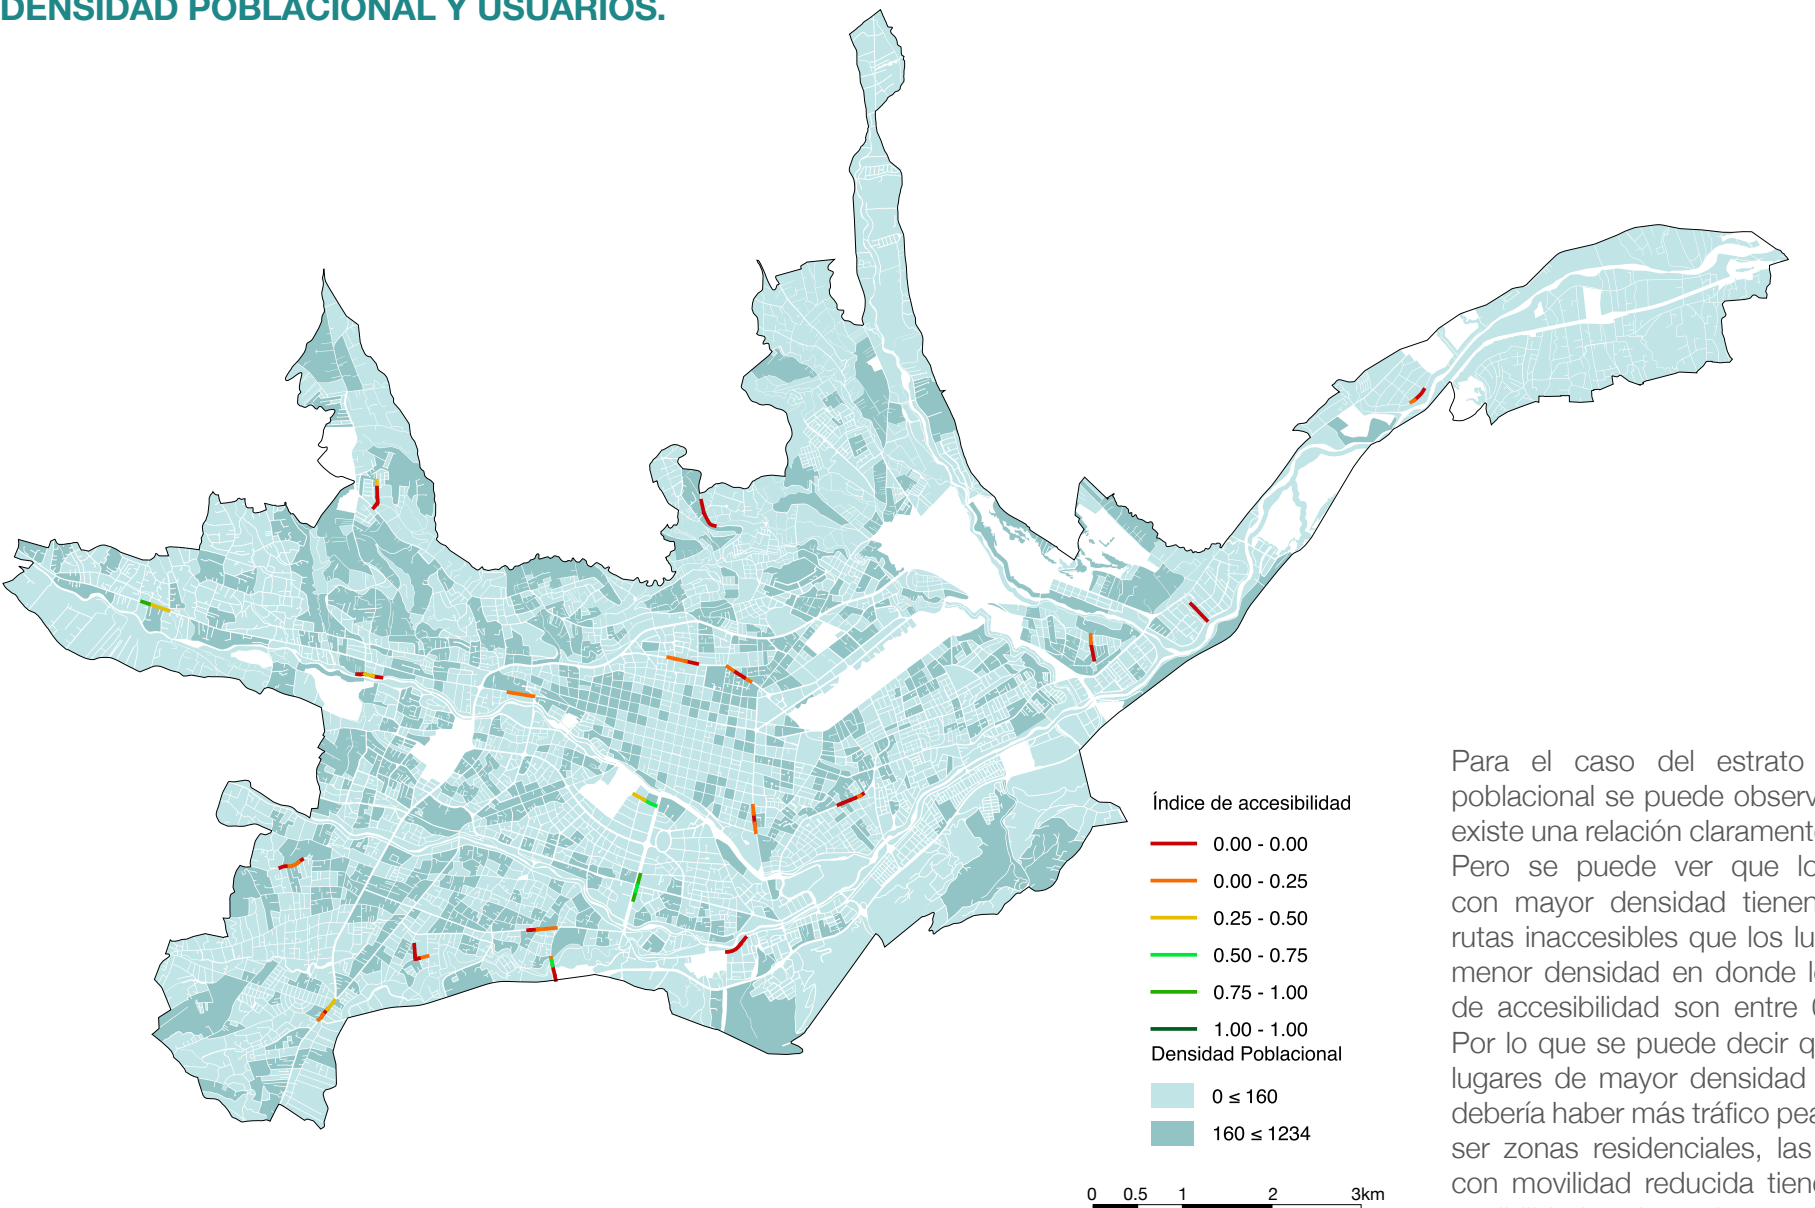 DENSIDAD POBLACIONAL Y USUARIOS.
Índice de accesibilidad
0.00 - 0.00
0.00 - 0.25
0.25 - 0.50
0.50 - 0.75
0.75 - 1.00
1.00 - 1.00
Densidad Poblacional
0 ≤ 160
160 ≤ 1234
0 0.5 1 2 3km
Para el caso del estrato
poblacional se puede observ
existe una relación claramente
Pero se puede ver que lo
con mayor densidad tienen
rutas inaccesibles que los lu
menor densidad en donde l
de accesibilidad son entre
Por lo que se puede decir q
lugares de mayor densidad
debería haber más tráfico pea
ser zonas residenciales, las
con movilidad reducida tien